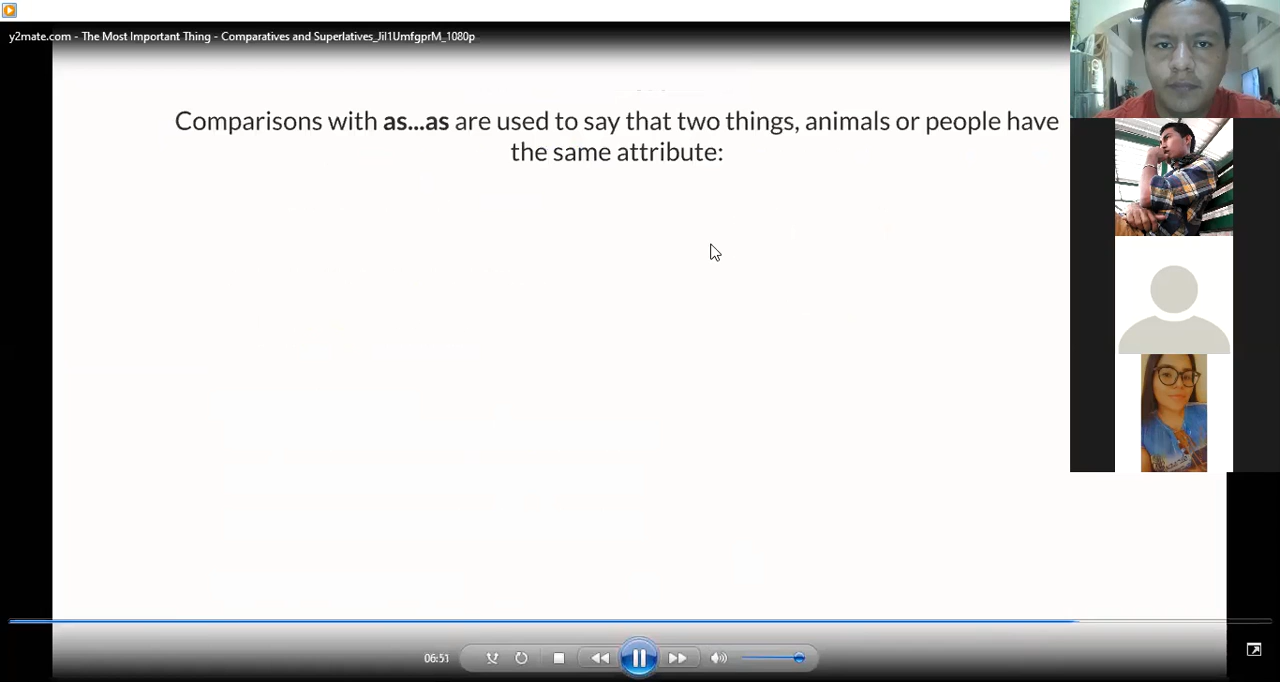 y2mate.com - The Most Important Thing - Comparatives and Superlatives_JiI1UmfgprM_1080p
Comparisons with as...as are used to say that two things, animals or people have
the same attribute:
06:51